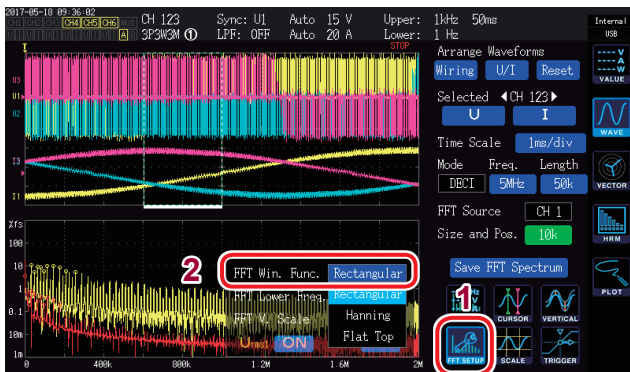 2017-05-18 09:36:02 CH 123 Sync: U1 Auto 15 V Upper: 1kHz 50ms Internal
CH1 CH2 CH3 CH4 CH5 CH6 Mot 3P3W3M ① LPF: OFF Auto 20 A Lower: 1 Hz USB
U I U I U I U I U I U I A B
STOP
Arrange Waveforms
Wiring U/I Reset
VALUE
Selected ◀CH 123▶
U I
WAVE
U3
U1
U2
I3
I1
Time Scale 1ms/div
Mode Freq. Length
DECI 5MHz 50k
VECTOR
FFT Source CH 1
Size and Pos. 10k
HRM
Save FFT Spectrum
PLOT
%fs
100
10
1
0.1
10m
1m
0 400k 800k 1.2M 1.6M 2M
2
FFT Win. Func. Rectangular
FFT Lower Freq. Rectangular
Hanning
FFT V. Scale
Flat Top
Urms1 ON
1
CURSOR VERTICAL
FFT SETUP SCALE TRIGGER